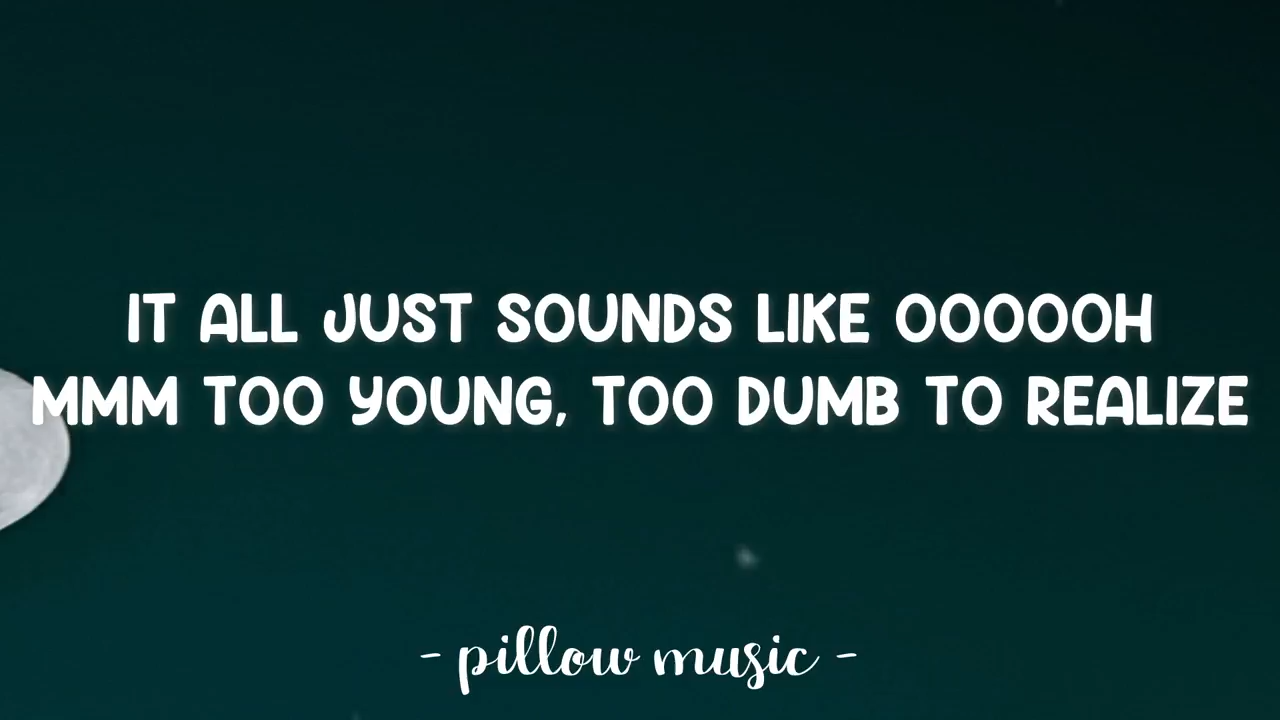 IT ALL JUST SOUNDS LIKE OOOOOH
MMM TOO YOUNG, TOO DUMB TO REALIZE
- pillow music -